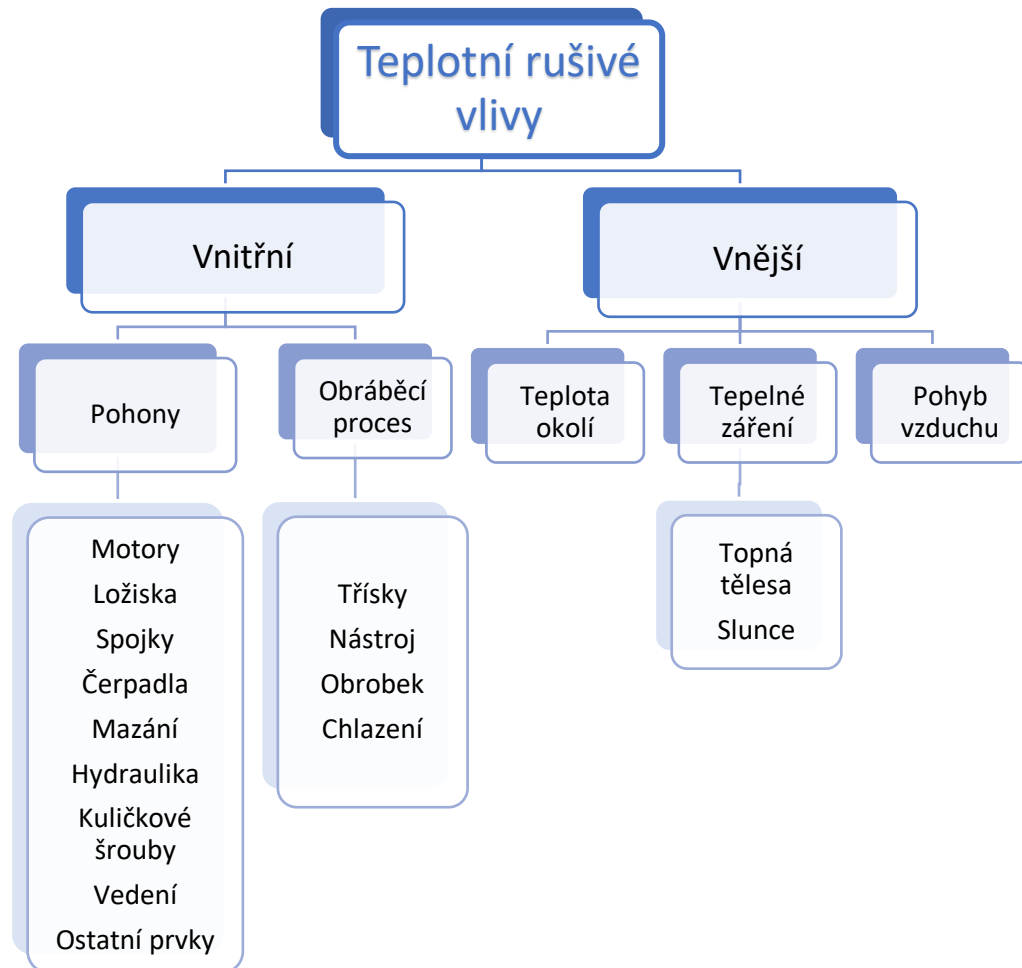 Teplotní rušivé
vlivy
Vnitřní
Vnější
Pohony
Obráběcí
proces
Teplota
okolí
Tepelné
záření
Pohyb
vzduchu
Motory
Ložiska
Spojky
Čerpadla
Mazání
Hydraulika
Kuličkové
šrouby
Vedení
Ostatní prvky
Třísky
Nástroj
Obrobek
Chlazení
Topná
tělesa
Slunce